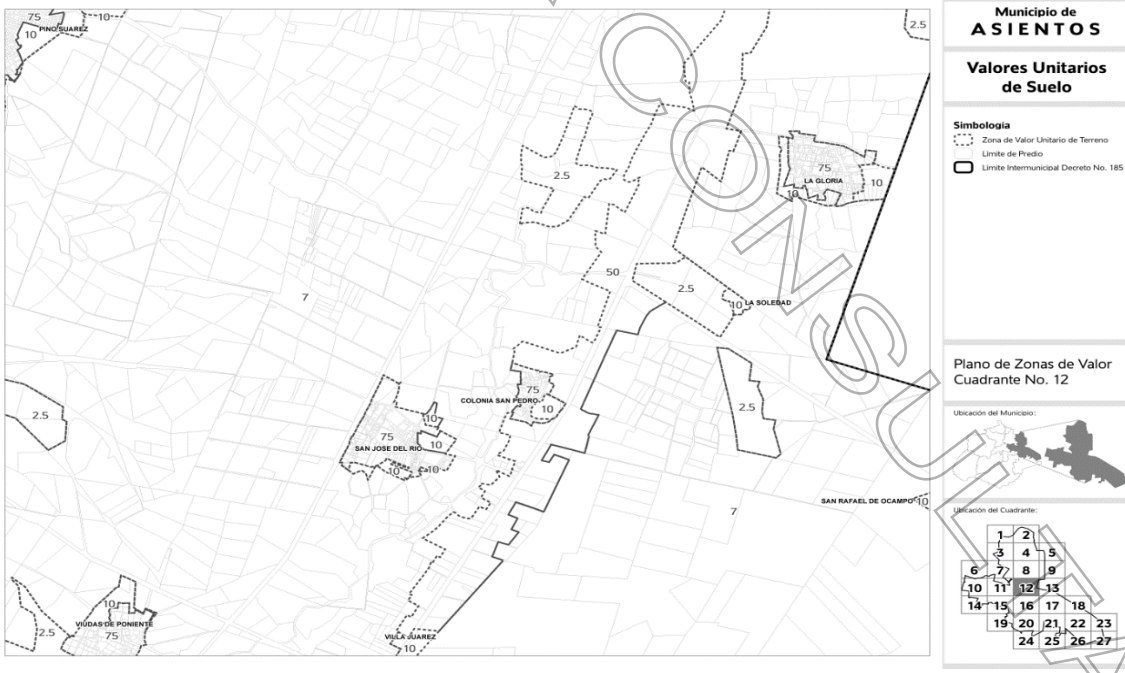 Municipio de
ASIENTOS
Valores Unitarios
de Suelo
Simbología
Zona de Valor Unitario de Terreno
Limite de Predio
Limite Intermunicipal Decreto No. 185
Plano de Zonas de Valor
Cuadrante No. 12
Ubicación del Municipio:
Ubicación del Cuadrante:
1 2
3 4 5
6 7 8 9
10 11 12 13
14 15 16 17 18
19 20 21 22 23
24 25 26 27
75
10
PINO SUAREZ
10
2.5
2.5
75
LA GLORIA
10
10
50
7
2.5
10
LA SOLEDAD
75
COLONIA SAN PEDRO
10
2.5
2.5
75
SAN JOSE DEL RIO
10
10
10
10
7
SAN RAFAEL DE OCAMPO
10
10
VIUDAS DE PONIENTE
75
2.5
VILLA JUAREZ
10
CONSULTA